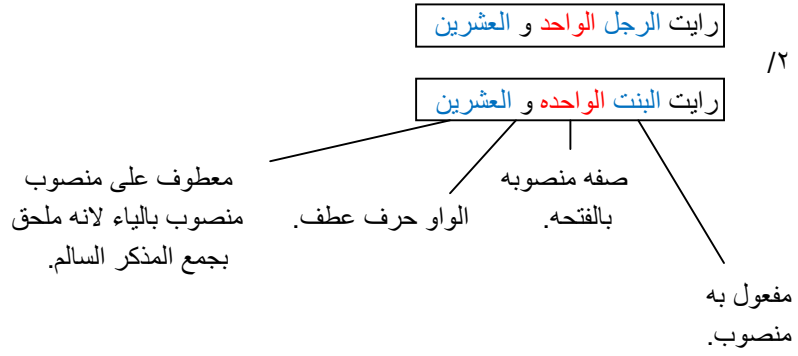 رايت الرجل الواحد و العشرين
٢/
رايت البنت الواحده و العشرين
صفه منصوبه
بالفتحه.
الواو حرف عطف.
معطوف على منصوب
منصوب بالياء لانه ملحق
بجمع المذكر السالم.
مفعول به
منصوب.